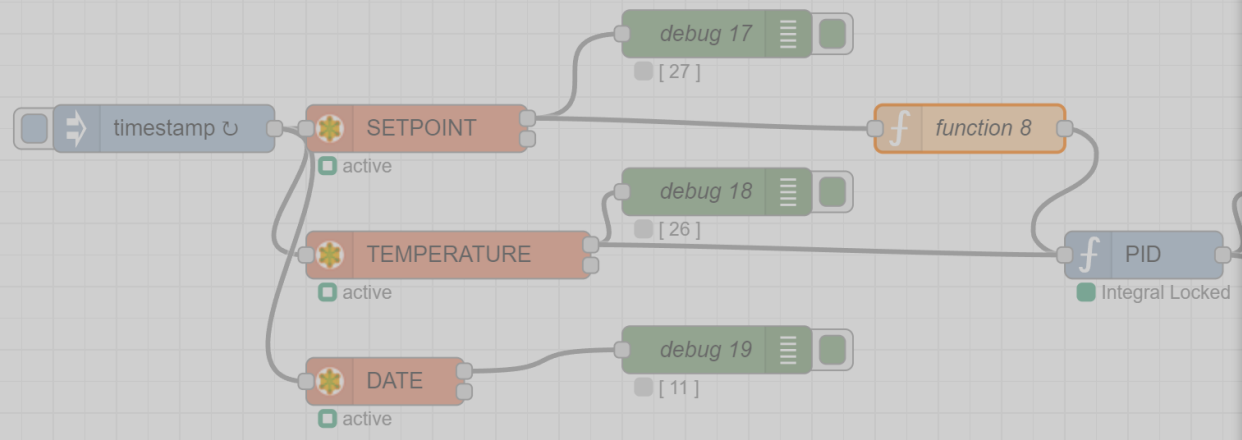 debug 17
[ 27 ]
timestamp ↻
SETPOINT
function 8
active
debug 18
[ 26 ]
TEMPERATURE
PID
active
Integral Locked
debug 19
[ 11 ]
DATE
active